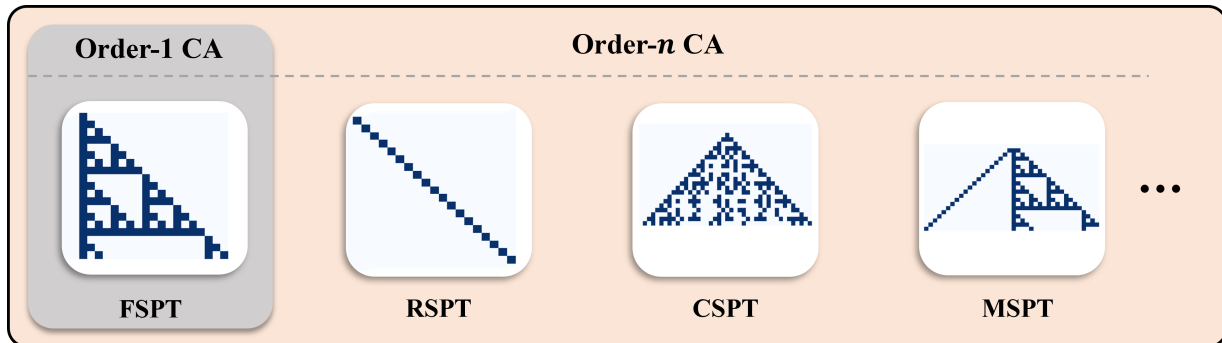 Order-1 CA
Order-n CA
FSPT
RSPT
CSPT
MSPT
...